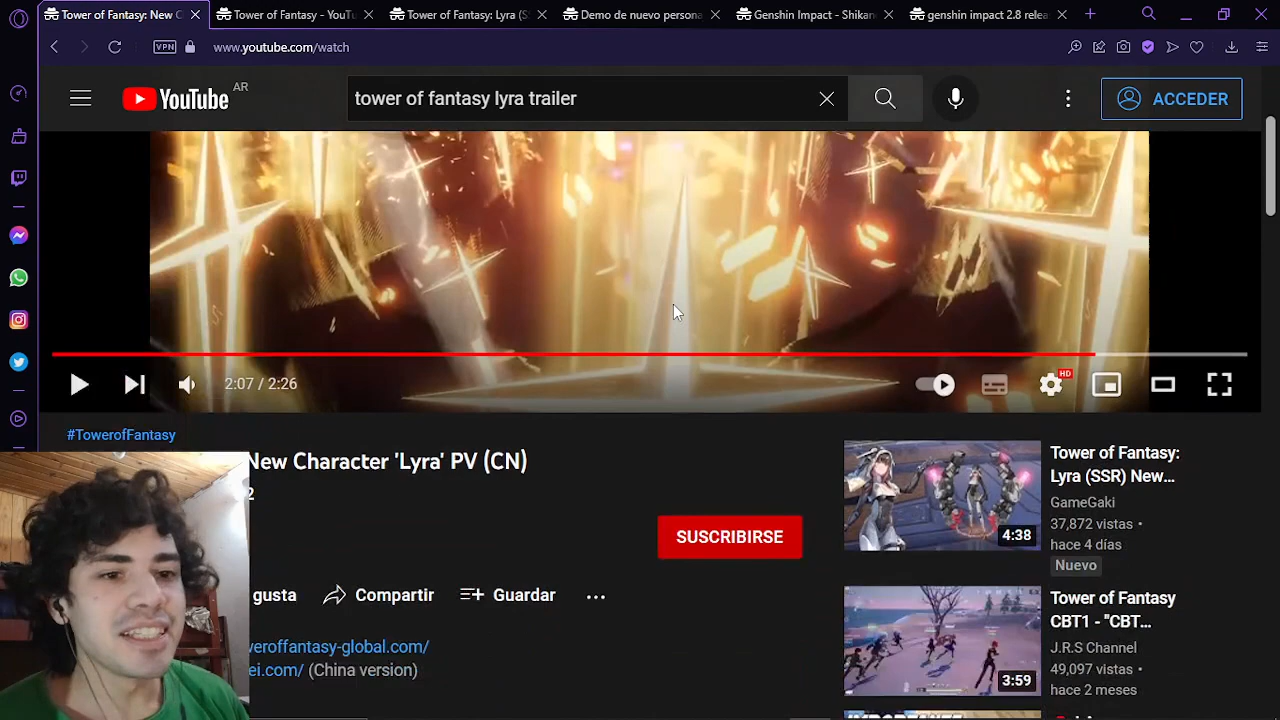 Tower of Fantasy: New C
Tower of Fantasy - YouTu
Tower of Fantasy: Lyra (S
Demo de nuevo persona
Genshin Impact - Shikan
genshin impact 2.8 relea
VPN
www.youtube.com/watch
YouTube
AR
tower of fantasy lyra trailer
ACCEDER
2:07 / 2:26
HD
#TowerofFantasy
New Character 'Lyra' PV (CN)
2
SUSCRIBIRSE
gusta
Compartir
Guardar
weroffantasy-global.com/
ei.com/ (China version)
4:38
Tower of Fantasy:
Lyra (SSR) New...
GameGaki
37,872 vistas •
hace 4 días
Nuevo
3:59
Tower of Fantasy
CBT1 - "CBT...
J.R.S Channel
49,097 vistas •
hace 2 meses